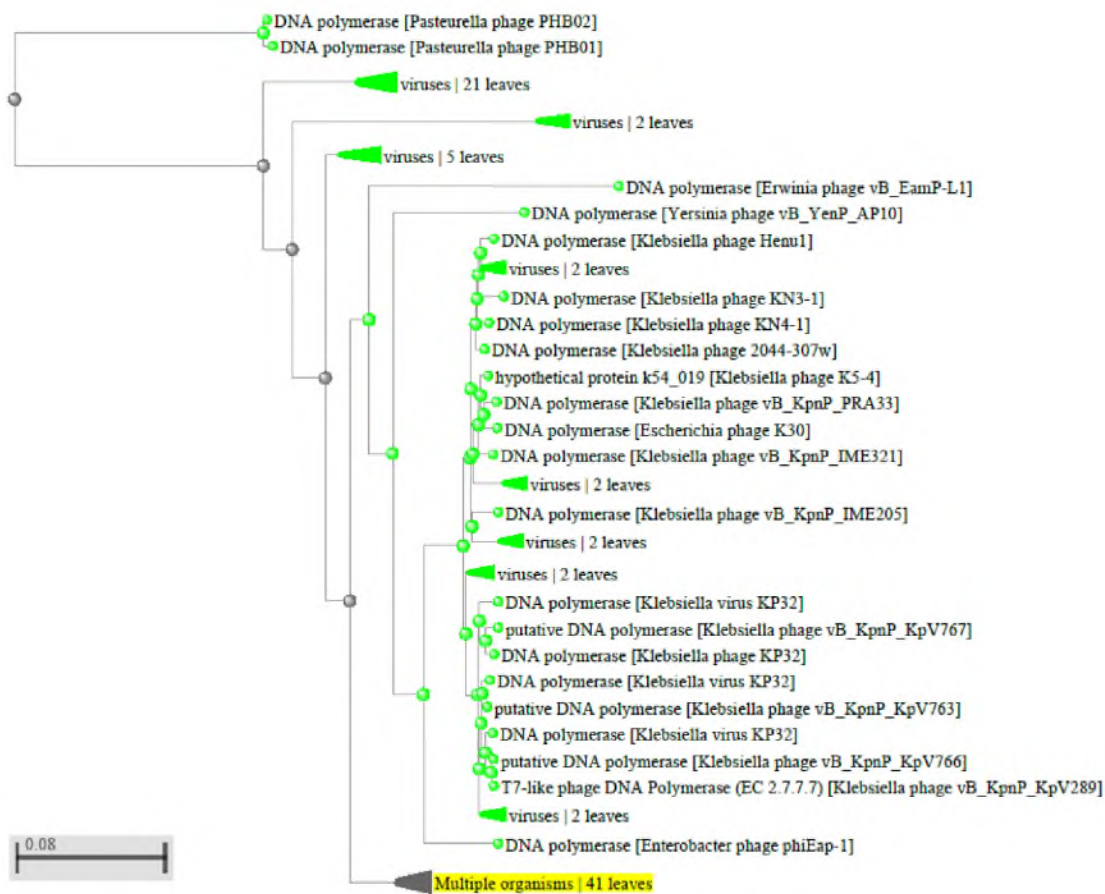 DNA polymerase [Pasteurella phage PHB02]
DNA polymerase [Pasteurella phage PHB01]
viruses | 21 leaves
viruses | 2 leaves
viruses | 5 leaves
DNA polymerase [Erwinia phage vB_EamP-L1]
DNA polymerase [Yersinia phage vB_YenP_AP10]
DNA polymerase [Klebsiella phage Henu1]
viruses | 2 leaves
DNA polymerase [Klebsiella phage KN3-1]
DNA polymerase [Klebsiella phage KN4-1]
DNA polymerase [Klebsiella phage 2044-307w]
hypothetical protein k54_019 [Klebsiella phage K5-4]
DNA polymerase [Klebsiella phage vB_KpnP_PRA33]
DNA polymerase [Escherichia phage K30]
DNA polymerase [Klebsiella phage vB_KpnP_IME321]
viruses | 2 leaves
DNA polymerase [Klebsiella phage vB_KpnP_IME205]
viruses | 2 leaves
viruses | 2 leaves
DNA polymerase [Klebsiella virus KP32]
putative DNA polymerase [Klebsiella phage vB_KpnP_KpV767]
DNA polymerase [Klebsiella phage KP32]
DNA polymerase [Klebsiella virus KP32]
putative DNA polymerase [Klebsiella phage vB_KpnP_KpV763]
DNA polymerase [Klebsiella virus KP32]
putative DNA polymerase [Klebsiella phage vB_KpnP_KpV766]
T7-like phage DNA Polymerase (EC 2.7.7.7) [Klebsiella phage vB_KpnP_KpV289]
viruses | 2 leaves
DNA polymerase [Enterobacter phage phiEap-1]
0.08
Multiple organisms | 41 leaves